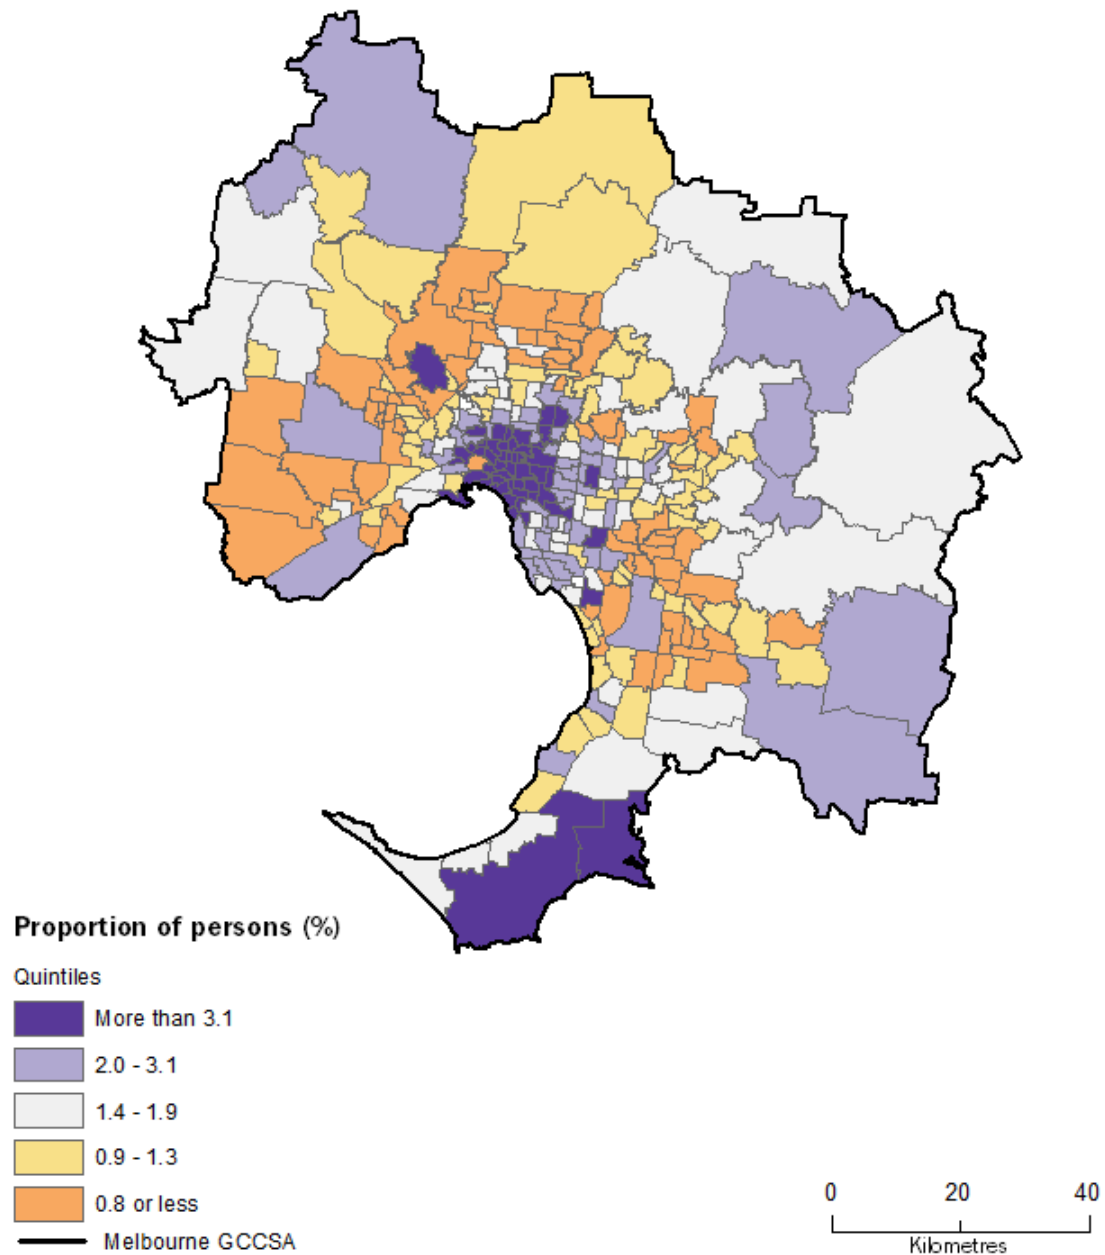 Proportion of persons (%)
Quintiles
More than 3.1
2.0 - 3.1
1.4 - 1.9
0.9 - 1.3
0.8 or less
Melbourne GCCSA
0 20 40
Kilometres